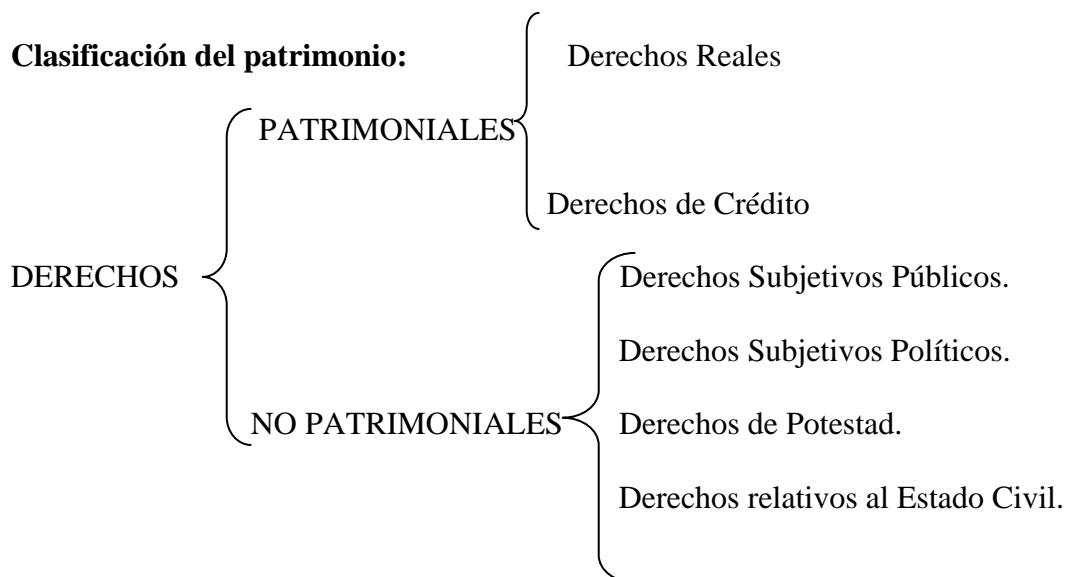 Clasificación del patrimonio:
Derechos Reales
PATRIMONIALES
Derechos de Crédito
DERECHOS
Derechos Subjetivos Públicos.
Derechos Subjetivos Políticos.
NO PATRIMONIALES
Derechos de Potestad.
Derechos relativos al Estado Civil.